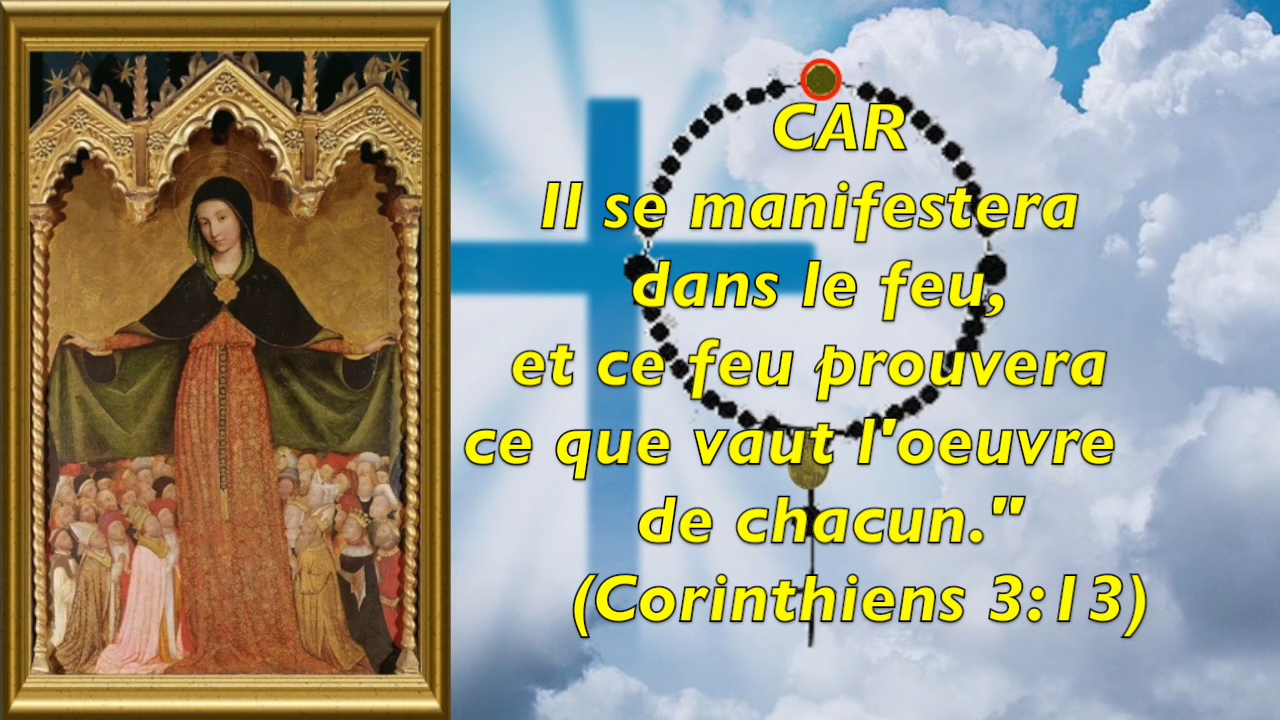 CAR
Il se manifestera
dans le feu,
et ce feu prouvera
ce que vaut l'oeuvre
de chacun."
(Corinthiens 3:13)